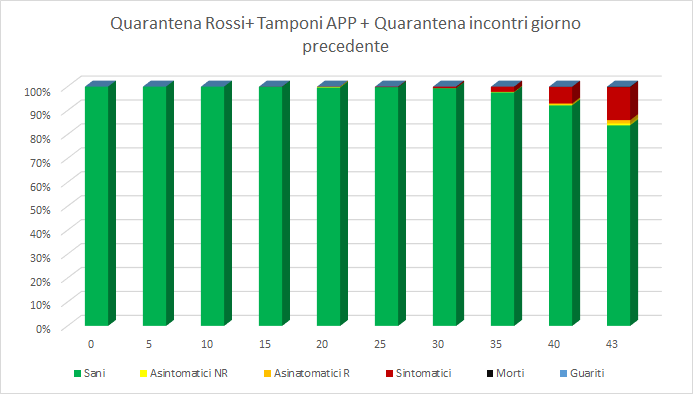 Quarantena Rossi+ Tamponi APP + Quarantena incontri giorno
precedente
100%
90%
80%
70%
60%
50%
40%
30%
20%
10%
0%
0 5 10 15 20 25 30 35 40 43
Sani Asintomatici NR Asinatomatici R Sintomatici Morti Guariti